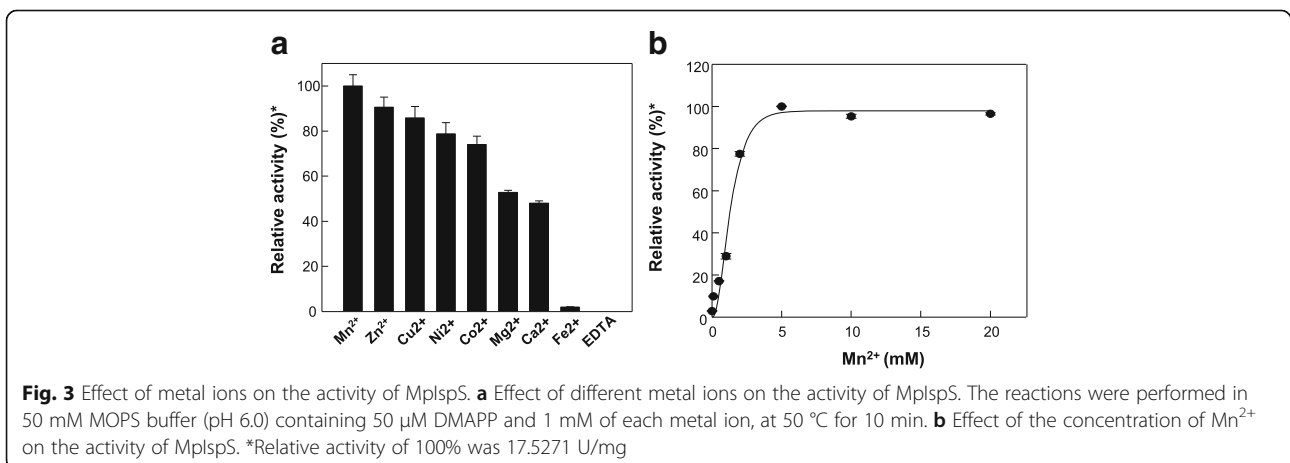 a
b
Relative activity (%)*
100
80
60
40
20
0
Mn²⁺
Zn²⁺
Cu2+
Ni2+
Co2+
Mg2+
Ca2+
Fe2+
EDTA
Relative activity (%)*
120
100
80
60
40
20
0
0
5
10
15
20
Mn²⁺ (mM)
Fig. 3 Effect of metal ions on the activity of MpIspS. a Effect of different metal ions on the activity of MpIspS. The reactions were performed in
50 mM MOPS buffer (pH 6.0) containing 50 μM DMAPP and 1 mM of each metal ion, at 50 °C for 10 min. b Effect of the concentration of Mn²⁺
on the activity of MpIspS. *Relative activity of 100% was 17.5271 U/mg